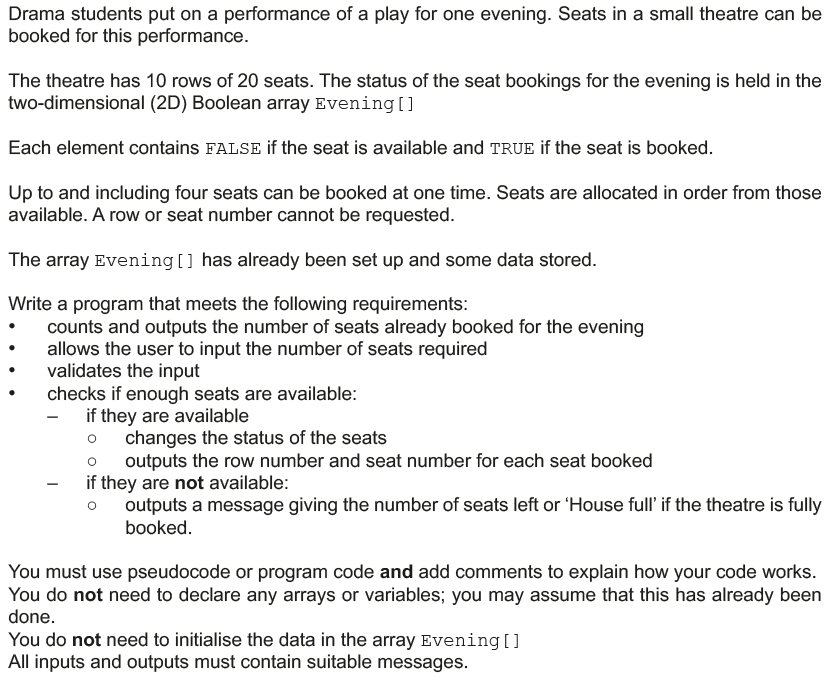 Drama students put on a performance of a play for one evening. Seats in a small theatre can be
booked for this performance.
The theatre has 10 rows of 20 seats. The status of the seat bookings for the evening is held in the
two-dimensional (2D) Boolean array Evening[]
Each element contains FALSE if the seat is available and TRUE if the seat is booked.
Up to and including four seats can be booked at one time. Seats are allocated in order from those
available. A row or seat number cannot be requested.
The array Evening[] has already been set up and some data stored.
Write a program that meets the following requirements:
• counts and outputs the number of seats already booked for the evening
• allows the user to input the number of seats required
• validates the input
• checks if enough seats are available:
– if they are available
○ changes the status of the seats
○ outputs the row number and seat number for each seat booked
– if they are not available:
○ outputs a message giving the number of seats left or ‘House full’ if the theatre is fully
booked.
You must use pseudocode or program code and add comments to explain how your code works.
You do not need to declare any arrays or variables; you may assume that this has already been
done.
You do not need to initialise the data in the array Evening[]
All inputs and outputs must contain suitable messages.